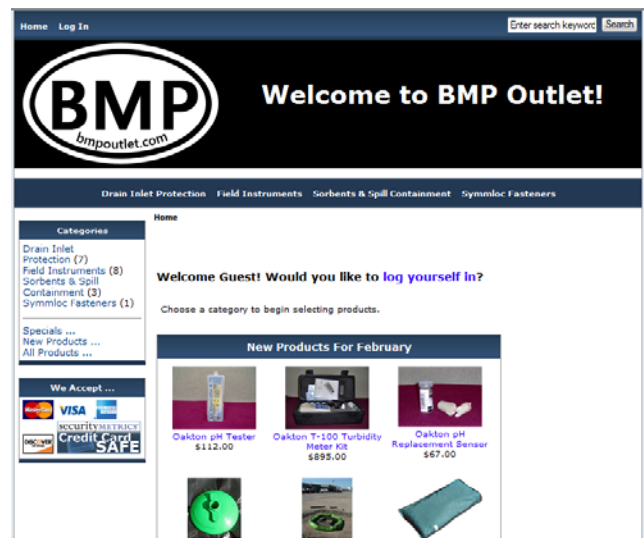 Home Log In
Enter search keyword Search
BMP
bmpoutlet.com
Welcome to BMP Outlet!
Drain Inlet Protection Field Instruments Sorbents & Spill Containment Symmloc Fasteners
Home
Categories
Drain Inlet
Protection (7)
Field Instruments (8)
Sorbents & Spill
Containment (3)
Symmloc Fasteners (1)
Specials ...
New Products ...
All Products ...
We Accept ...
MasterCard VISA
DISCOVER
SECURITYMETRICS
Credit Card
SAFE
Welcome Guest! Would you like to log yourself in?
Choose a category to begin selecting products.
New Products For February
Oakton pH Tester
$112.00
Oakton T-100 Turbidity
Meter Kit
$895.00
Oakton pH
Replacement Sensor
$67.00